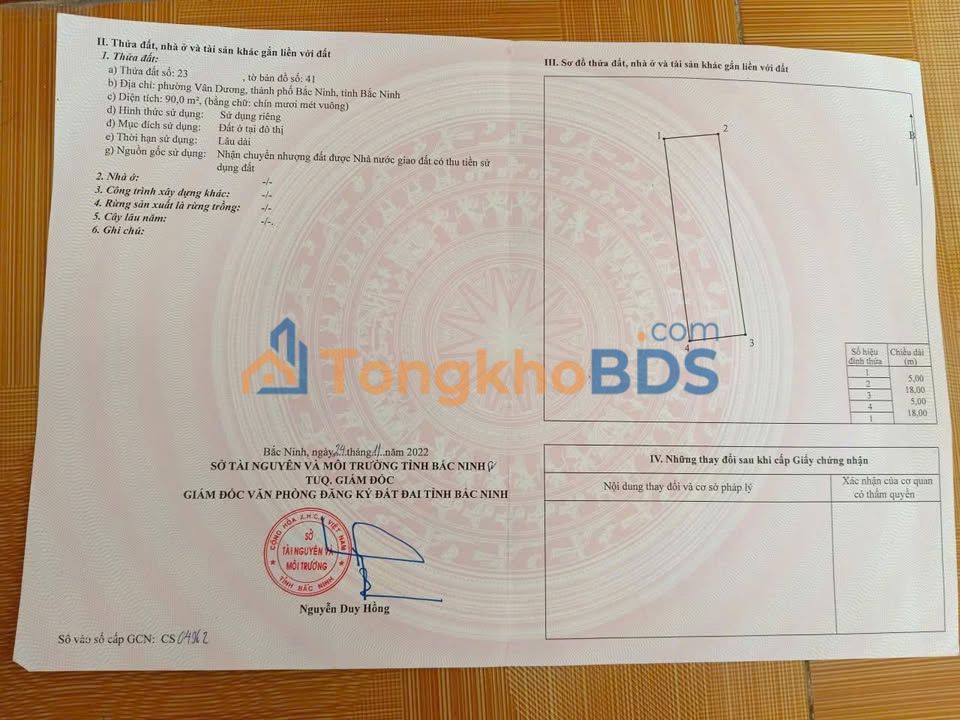 II. Thửa đất, nhà ở và tài sản khác gắn liền với đất
1. Thửa đất:
a) Thửa đất số: 23 , tờ bản đồ số: 41
b) Địa chỉ: phường Vân Dương, thành phố Bắc Ninh, tỉnh Bắc Ninh
c) Diện tích: 90,0 m², (bằng chữ: chín mươi mét vuông)
d) Hình thức sử dụng: Sử dụng riêng
đ) Mục đích sử dụng: Đất ở tại đô thị
e) Thời hạn sử dụng: Lâu dài
g) Nguồn gốc sử dụng: Nhận chuyển nhượng đất được Nhà nước giao đất có thu tiền sử
dụng đất
2. Nhà ở: -/-
3. Công trình xây dựng khác: -/-
4. Rừng sản xuất là rừng trồng: -/-
5. Cây lâu năm: -/-.
6. Ghi chú:
Bắc Ninh, ngày 24 tháng 11 năm 2022
SỞ TÀI NGUYÊN VÀ MÔI TRƯỜNG TỈNH BẮC NINH
TUQ. GIÁM ĐỐC
GIÁM ĐỐC VĂN PHÒNG ĐĂNG KÝ ĐẤT ĐAI TỈNH BẮC NINH
CỘNG HÒA X.H.C.N VIỆT NAM
SỞ
TÀI NGUYÊN VÀ
MÔI TRƯỜNG
TỈNH BẮC NINH
Nguyễn Duy Hồng
Số vào sổ cấp GCN: CS 04962
III. Sơ đồ thửa đất, nhà ở và tài sản khác gắn liền với đất
B
1 2
4 3
Số hiệu đỉnh thửa Chiều dài (m)
1
5,00
2
18,00
3
5,00
4
18,00
1
IV. Những thay đổi sau khi cấp Giấy chứng nhận
Nội dung thay đổi và cơ sở pháp lý
Xác nhận của cơ quan
có thẩm quyền
TongkhoBDS
.com